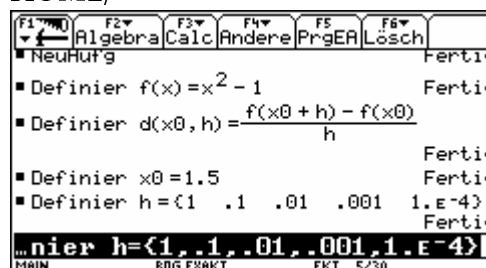 F1 F2 F3 F4 F5 F6
Algebra Calc Andere PrgEA Lösch
NeuAufg Ferti
Definier f(x)=x² - 1 Ferti
Definier d(x0,h)= f(x0 + h) - f(x0)
h
Ferti
Definier x0 = 1.5 Ferti
Definier h = {1 .1 .01 .001 1.E-4}
Ferti
…nier h={1,.1,.01,.001,1.E-4}
MAIN BOG EXAKT FKT 5/30